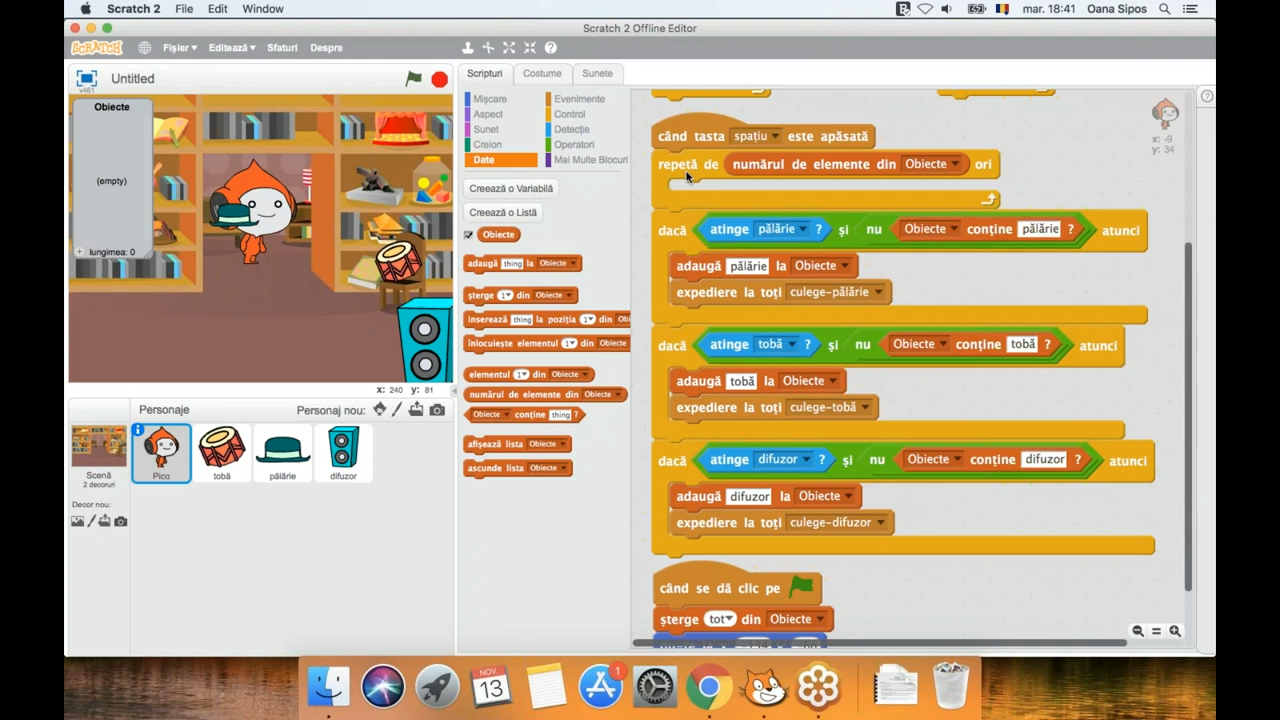 Scratch 2 File Edit Window mar. 18:41 Oana Sipos
Scratch 2 Offline Editor
SCRATCH Fișier Editează Sfaturi Despre
v461 Untitled
Obiecte
(empty)
+ lungimea: 0
x: 240 y: 81
Personaje Personaj nou:
Scenă
2 decoruri
Decor nou:
Pico tobă pălărie difuzor
Scripturi Costume Sunete
Mișcare Evenimente
Aspect Control
Sunet Detecție
Creion Operatori
Date Mai Multe Blocuri
Creează o Variabilă
Creează o Listă
Obiecte
adaugă thing la Obiecte
șterge 1 din Obiecte
inserează thing la poziția 1 din Obi
înlocuiește elementul 1 din Obiecte
elementul 1 din Obiecte
numărul de elemente din Obiecte
Obiecte conține thing ?
afișează lista Obiecte
ascunde lista Obiecte
x: -9
y: 34
când tasta spațiu este apăsată
repetă de numărul de elemente din Obiecte ori
dacă atinge pălărie ? și nu Obiecte conține pălărie ? atunci
adaugă pălărie la Obiecte
expediere la toți culege-pălărie
dacă atinge tobă ? și nu Obiecte conține tobă ? atunci
adaugă tobă la Obiecte
expediere la toți culege-tobă
dacă atinge difuzor ? și nu Obiecte conține difuzor ? atunci
adaugă difuzor la Obiecte
expediere la toți culege-difuzor
când se dă clic pe
șterge tot din Obiecte
NOV
13
1